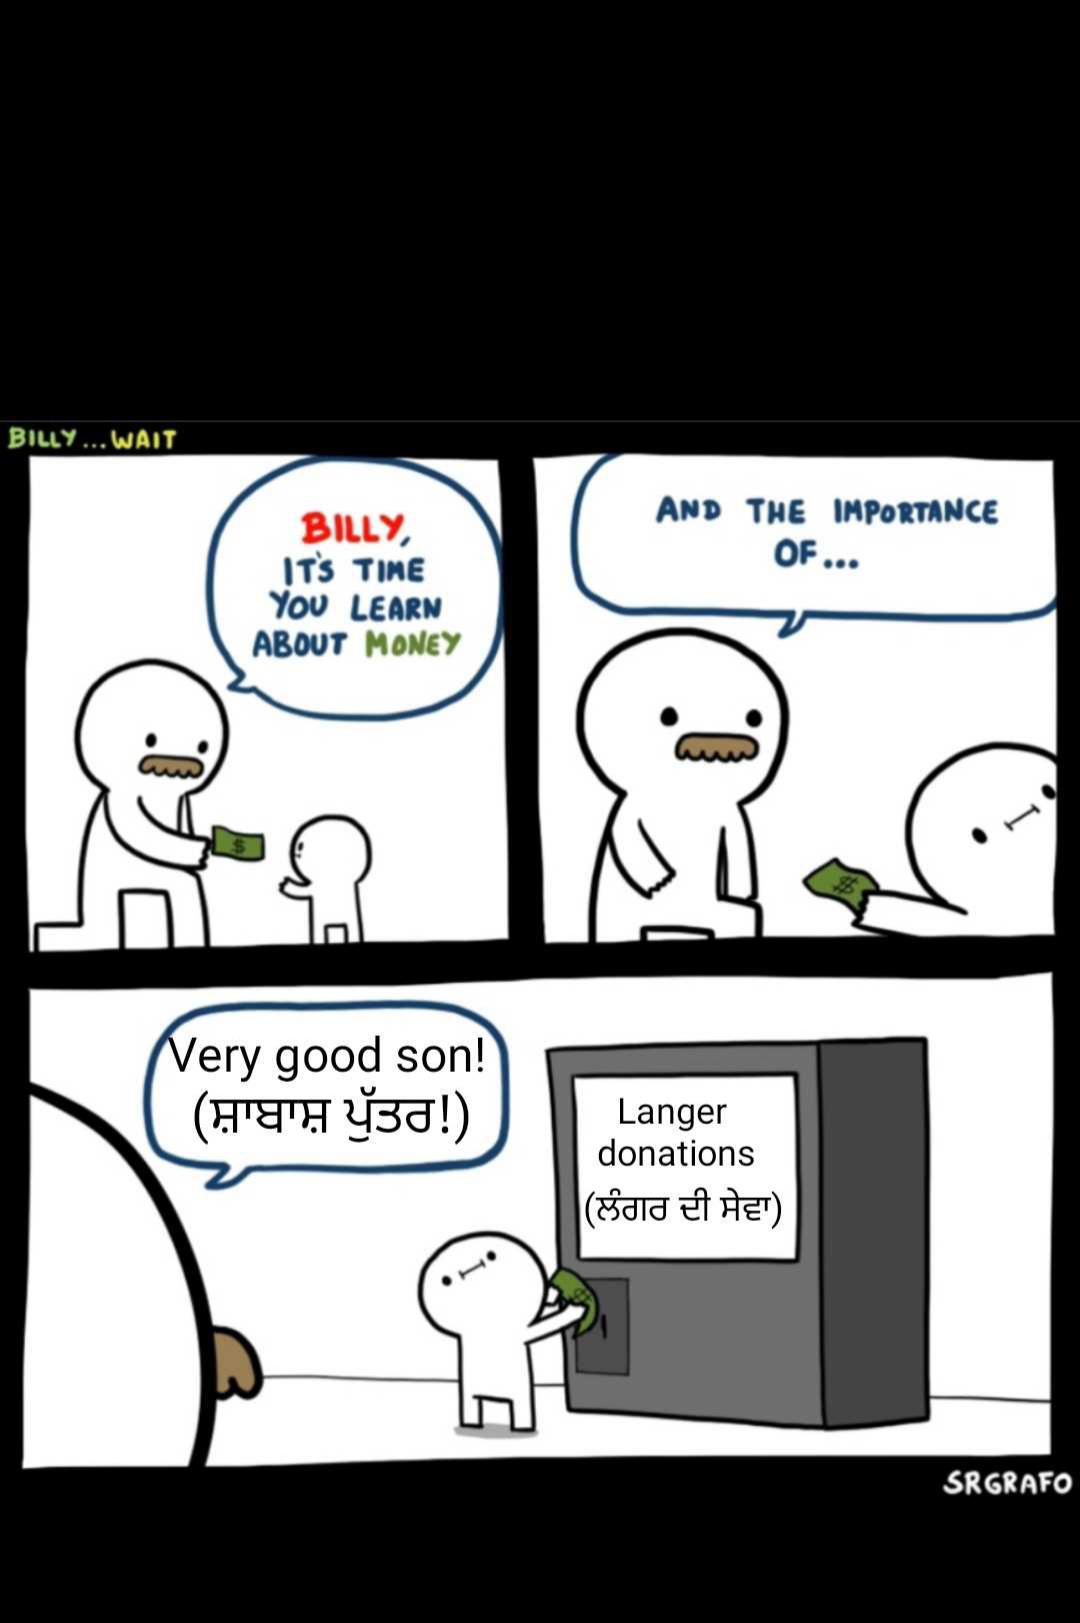 BILLY...WAIT
BILLY,
IT'S TIME
YOU LEARN
ABOUT MONEY
$
AND THE IMPORTANCE
OF...
$
Very good son!
(ਸ਼ਾਬਾਸ਼ ਪੁੱਤਰ!)
Langer
donations
(ਲੰਗਰ ਦੀ ਸੇਵਾ)
$
SRGRAFO